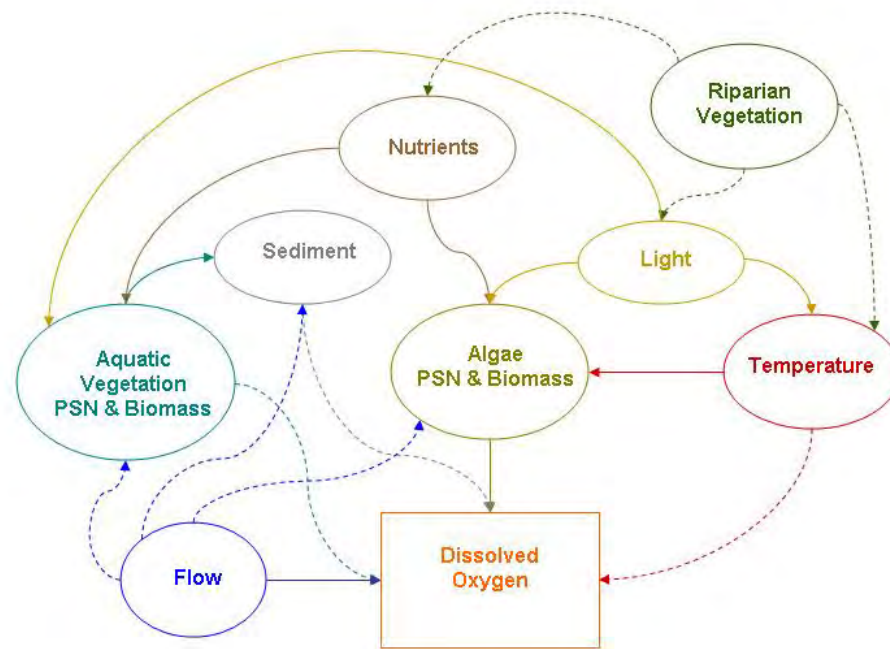 Riparian
Vegetation
Nutrients
Sediment
Light
Aquatic
Vegetation
PSN & Biomass
Algae
PSN & Biomass
Temperature
Flow
Dissolved
Oxygen